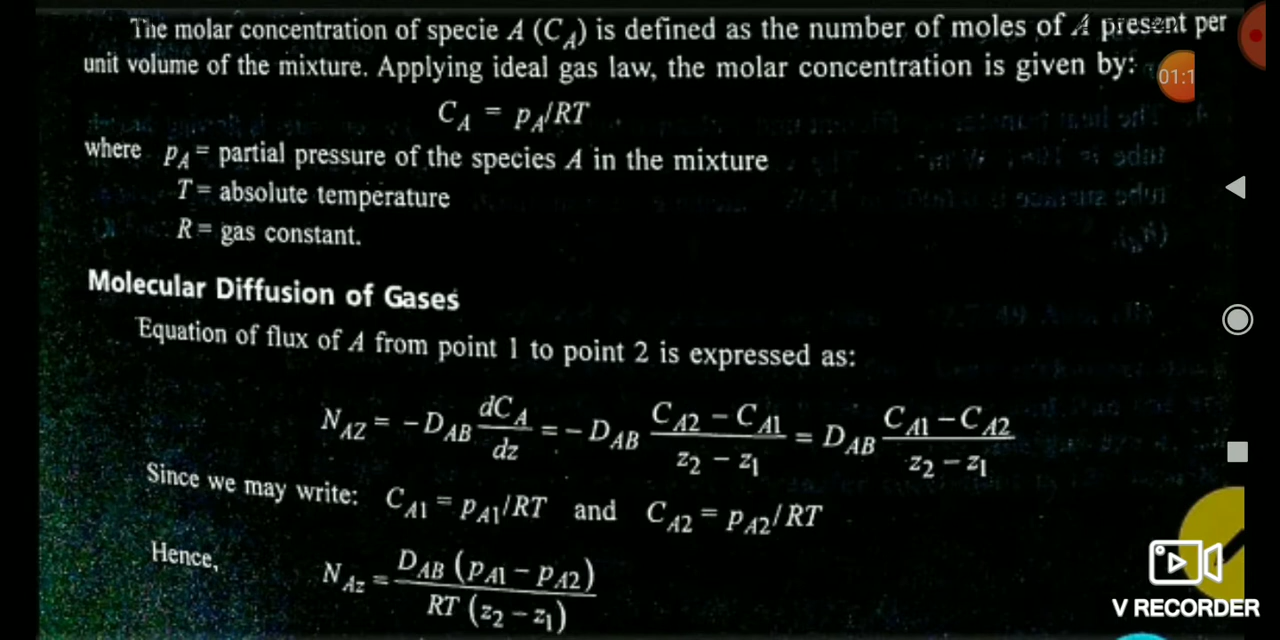 The molar concentration of specie A (C_A) is defined as the number of moles of A present per
unit volume of the mixture. Applying ideal gas law, the molar concentration is given by:
01:1
C_A = p_A/RT
where p_A = partial pressure of the species A in the mixture
T = absolute temperature
R = gas constant.
Molecular Diffusion of Gases
Equation of flux of A from point 1 to point 2 is expressed as:
N_AZ = -D_AB dC_A/dz = -D_AB (C_A2 - C_A1)/(z_2 - z_1) = D_AB (C_A1 - C_A2)/(z_2 - z_1)
Since we may write: C_A1 = p_A1/RT and C_A2 = p_A2/RT
Hence, N_Az = D_AB (p_A1 - p_A2)/RT (z_2 - z_1)
V RECORDER